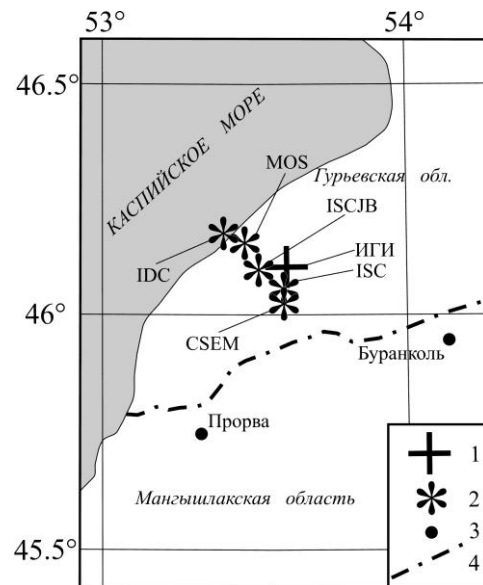 53° 54°
46.5°
КАСПИЙСКОЕ МОРЕ
MOS
Гурьевская обл.
ISCJB
IDC
ИГИ
ISC
46°
CSEM
Буранколь
Прорва
1
2
Мангышлакская область
3
45.5°
4